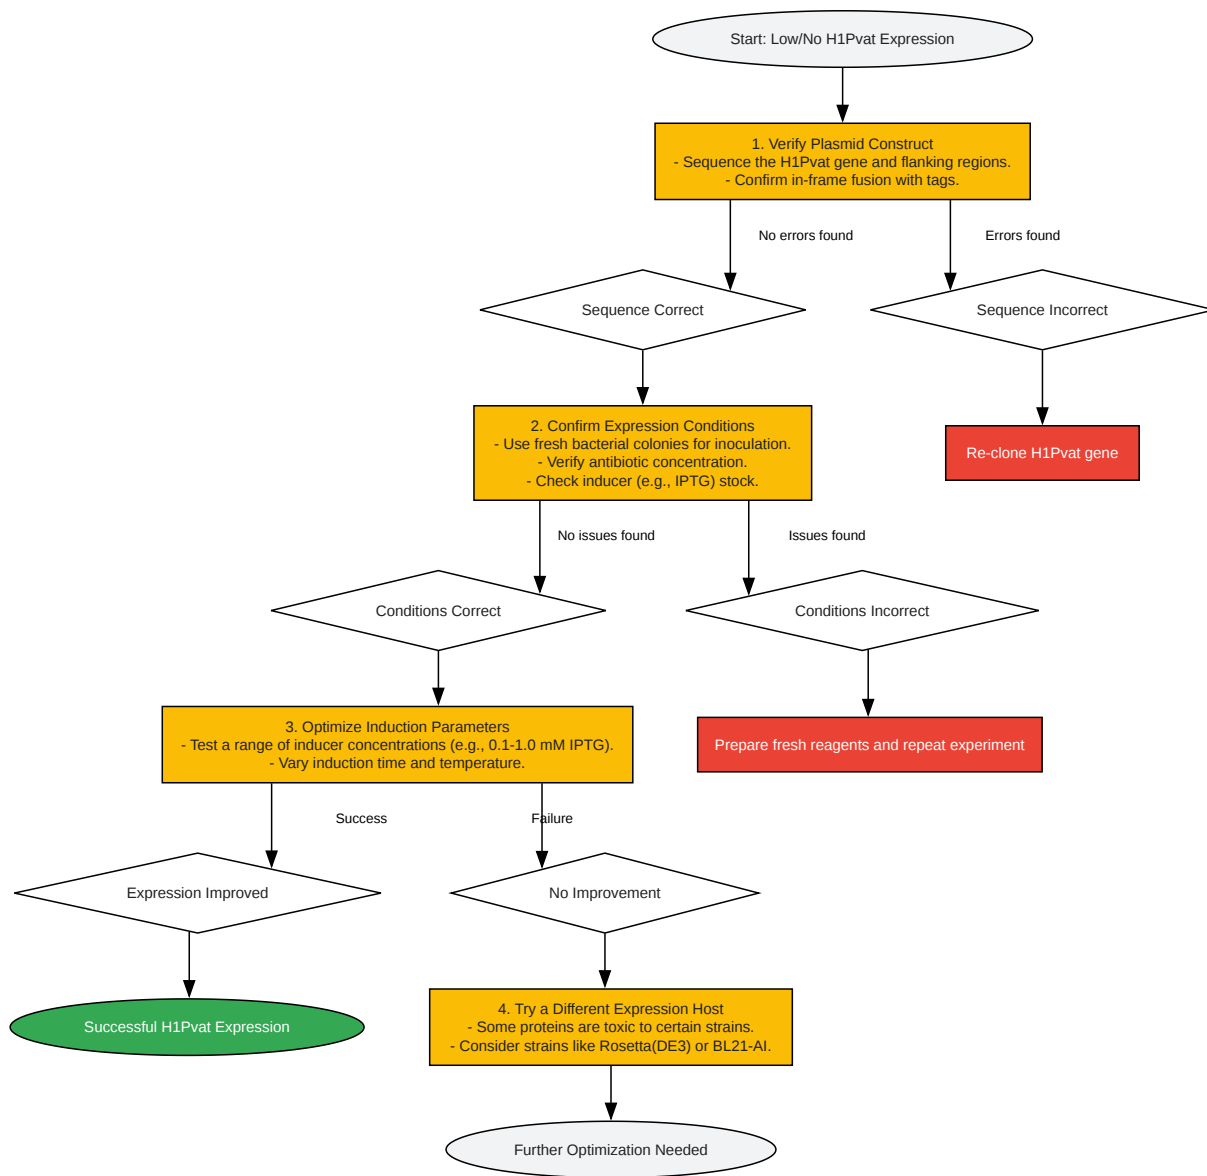 Start: Low/No H1Pvat Expression
1. Verify Plasmid Construct
- Sequence the H1Pvat gene and flanking regions.
- Confirm in-frame fusion with tags.
No errors found
Errors found
Sequence Correct
Sequence Incorrect
2. Confirm Expression Conditions
- Use fresh bacterial colonies for inoculation.
- Verify antibiotic concentration.
- Check inducer (e.g., IPTG) stock.
Re-clone H1Pvat gene
No issues found
Issues found
Conditions Correct
Conditions Incorrect
3. Optimize Induction Parameters
- Test a range of inducer concentrations (e.g., 0.1-1.0 mM IPTG).
- Vary induction time and temperature.
Prepare fresh reagents and repeat experiment
Success
Failure
Expression Improved
No Improvement
4. Try a Different Expression Host
- Some proteins are toxic to certain strains.
- Consider strains like Rosetta(DE3) or BL21-AI.
Successful H1Pvat Expression
Further Optimization Needed